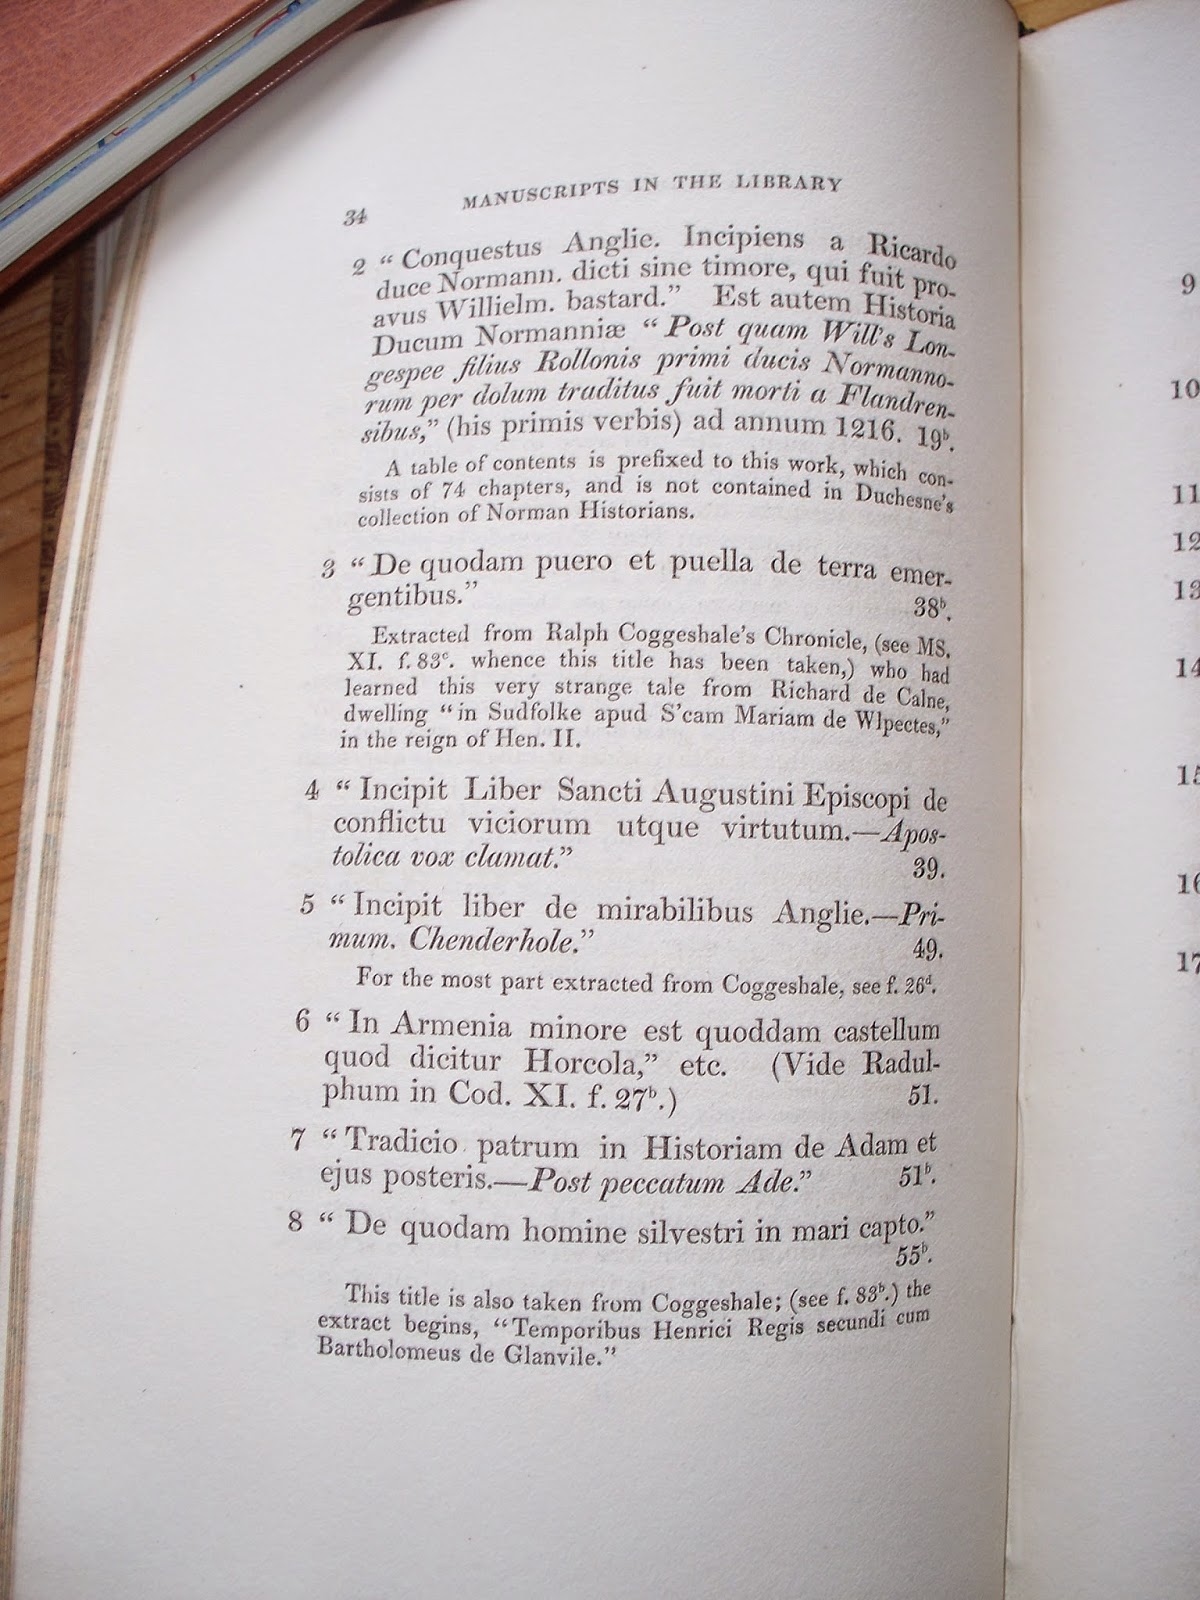 34 MANUSCRIPTS IN THE LIBRARY
2 “Conquestus Anglie. Incipiens a Ricardo
duce Normann. dicti sine timore, qui fuit pro-
avus Willielm. bastard.” Est autem Historia
Ducum Normanniæ “Post quam Will's Lon-
gespee filius Rollonis primi ducis Normanno-
rum per dolum traditus fuit morti a Flandren-
sibus,” (his primis verbis) ad annum 1216. 19ᵇ.
A table of contents is prefixed to this work, which con-
sists of 74 chapters, and is not contained in Duchesne's
collection of Norman Historians.
3 “De quodam puero et puella de terra emer-
gentibus.” 38ᵇ.
Extracted from Ralph Coggeshale's Chronicle, (see MS.
XI. f. 83ᶜ. whence this title has been taken,) who had
learned this very strange tale from Richard de Calne,
dwelling “in Sudfolke apud S'cam Mariam de Wlpectes,”
in the reign of Hen. II.
4 “Incipit Liber Sancti Augustini Episcopi de
conflictu viciorum utque virtutum.—Apos-
tolica vox clamat.” 39.
5 “Incipit liber de mirabilibus Anglie.—Pri-
mum. Chenderhole.” 49.
For the most part extracted from Coggeshale, see f. 26ᵈ.
6 “In Armenia minore est quoddam castellum
quod dicitur Horcola,” etc. (Vide Radul-
phum in Cod. XI. f. 27ᵇ.) 51.
7 “Tradicio patrum in Historiam de Adam et
ejus posteris.—Post peccatum Ade.” 51ᵇ.
8 “De quodam homine silvestri in mari capto.”
55ᵇ.
This title is also taken from Coggeshale; (see f. 83ᵇ.) the
extract begins, “Temporibus Henrici Regis secundi cum
Bartholomeus de Glanvile.”
9
10
11
12
13
14
15
16
17